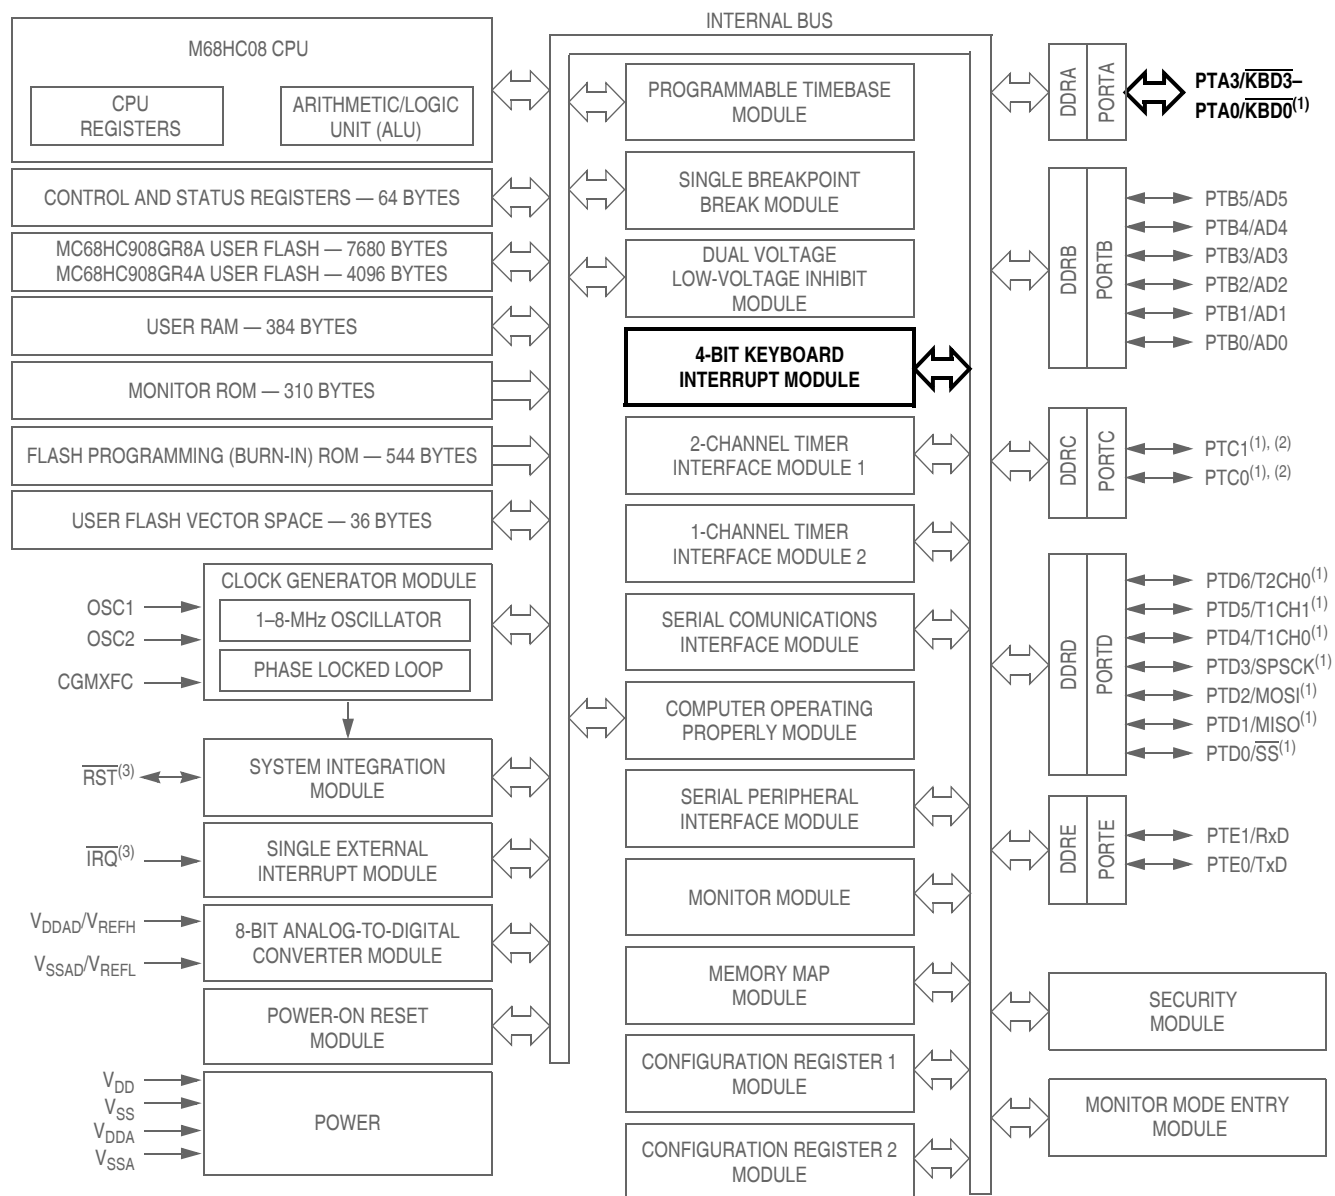 INTERNAL BUS
M68HC08 CPU
CPU
REGISTERS
ARITHMETIC/LOGIC
UNIT (ALU)
CONTROL AND STATUS REGISTERS — 64 BYTES
MC68HC908GR8A USER FLASH — 7680 BYTES
MC68HC908GR4A USER FLASH — 4096 BYTES
USER RAM — 384 BYTES
MONITOR ROM — 310 BYTES
FLASH PROGRAMMING (BURN-IN) ROM — 544 BYTES
USER FLASH VECTOR SPACE — 36 BYTES
CLOCK GENERATOR MODULE
1–8-MHz OSCILLATOR
PHASE LOCKED LOOP
OSC1
OSC2
CGMXFC
SYSTEM INTEGRATION
MODULE
RST(3)
SINGLE EXTERNAL
INTERRUPT MODULE
IRQ(3)
8-BIT ANALOG-TO-DIGITAL
CONVERTER MODULE
VDDAD/VREFH
VSSAD/VREFL
POWER-ON RESET
MODULE
POWER
VDD
VSS
VDDA
VSSA
PROGRAMMABLE TIMEBASE
MODULE
SINGLE BREAKPOINT
BREAK MODULE
DUAL VOLTAGE
LOW-VOLTAGE INHIBIT
MODULE
4-BIT KEYBOARD
INTERRUPT MODULE
2-CHANNEL TIMER
INTERFACE MODULE 1
1-CHANNEL TIMER
INTERFACE MODULE 2
SERIAL COMUNICATIONS
INTERFACE MODULE
COMPUTER OPERATING
PROPERLY MODULE
SERIAL PERIPHERAL
INTERFACE MODULE
MONITOR MODULE
MEMORY MAP
MODULE
CONFIGURATION REGISTER 1
MODULE
CONFIGURATION REGISTER 2
MODULE
DDRA
PORTA
PTA3/KBD3–
PTA0/KBD0(1)
DDRB
PORTB
PTB5/AD5
PTB4/AD4
PTB3/AD3
PTB2/AD2
PTB1/AD1
PTB0/AD0
DDRC
PORTC
PTC1(1), (2)
PTC0(1), (2)
DDRD
PORTD
PTD6/T2CH0(1)
PTD5/T1CH1(1)
PTD4/T1CH0(1)
PTD3/SPSCK(1)
PTD2/MOSI(1)
PTD1/MISO(1)
PTD0/SS(1)
DDRE
PORTE
PTE1/RxD
PTE0/TxD
SECURITY
MODULE
MONITOR MODE ENTRY
MODULE